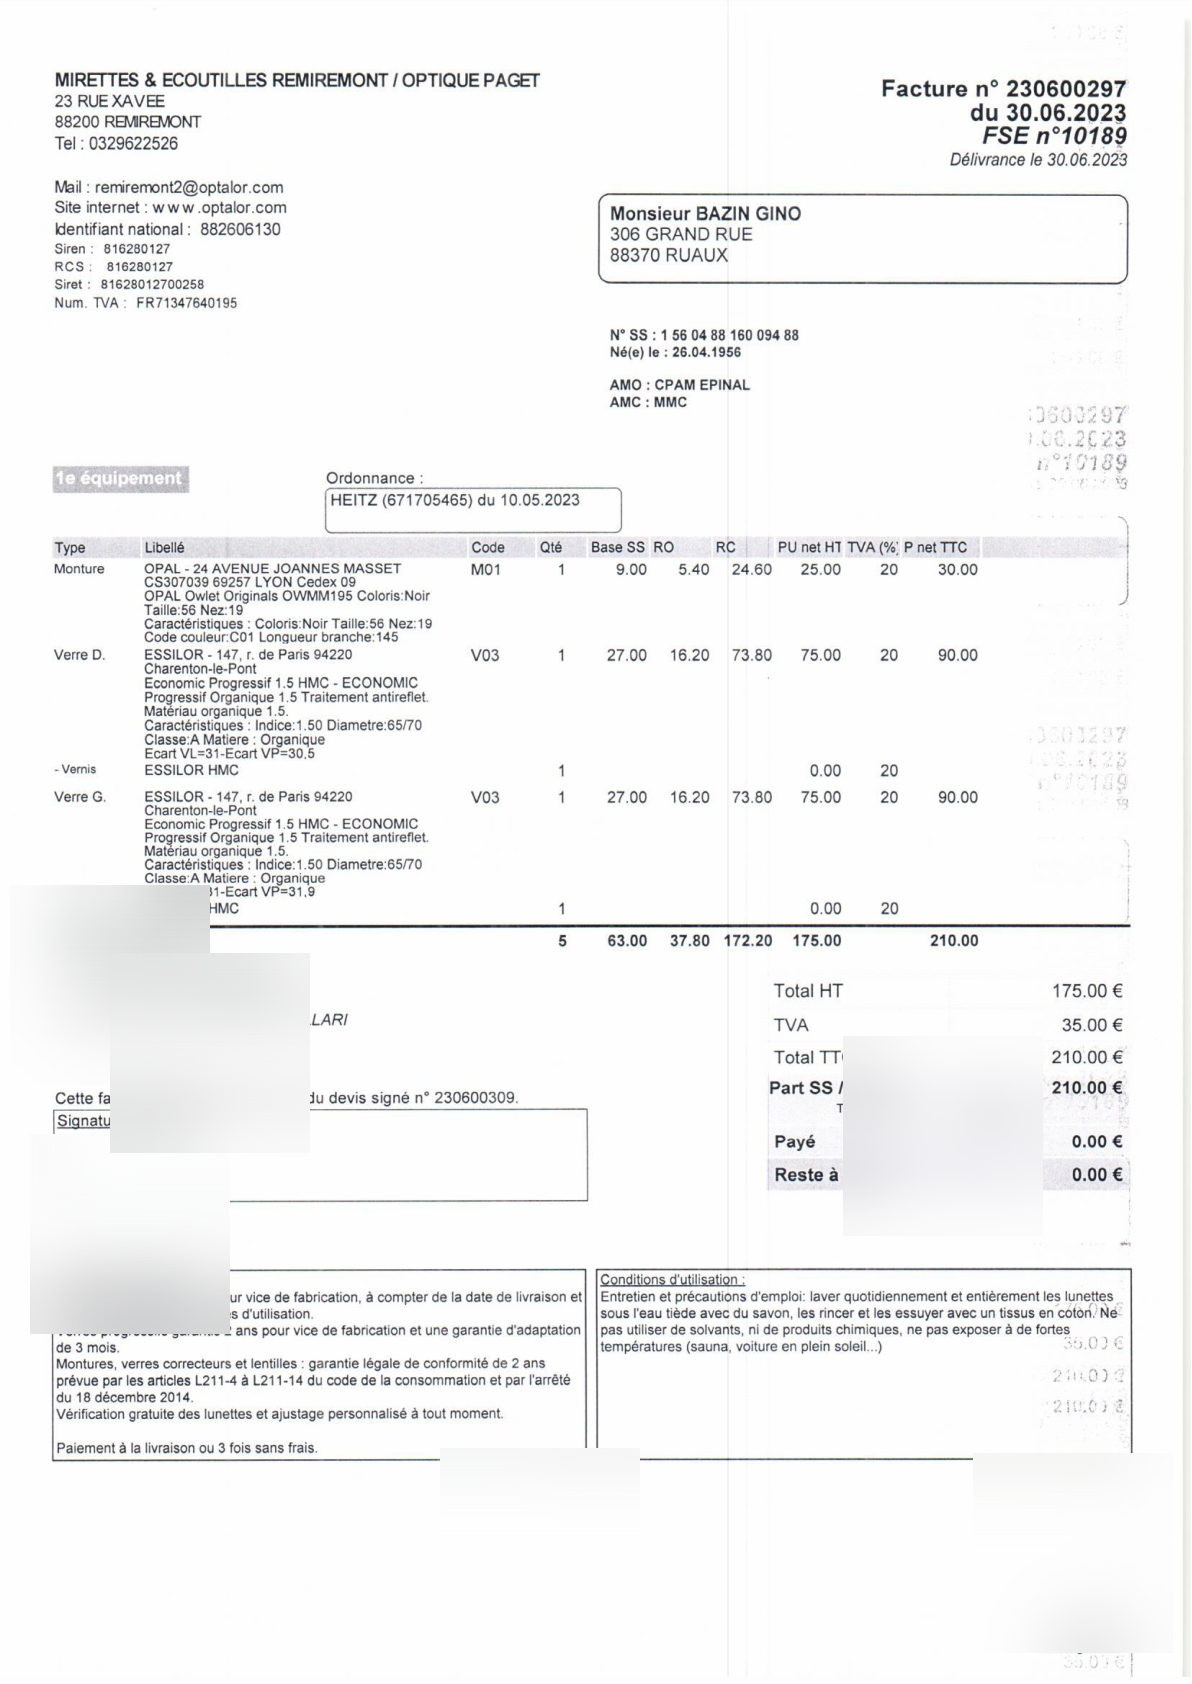 MIRETTES & ECOUTILLES REMIREMONT / OPTIQUE PAGET
23 RUE XAVEE
88200 REMIREMONT
Tel : 0329622526
Facture n° 230600297
du 30.06.2023
FSE n°10189
Délivrance le 30.06.2023
Mail : remiremont2@optalor.com
Site internet : www.optalor.com
Identifiant national : 882606130
Siren : 816280127
RCS : 816280127
Siret : 81628012700258
Num. TVA : FR71347640195
Monsieur BAZIN GINO
306 GRAND RUE
88370 RUAUX
N° SS : 1 56 04 88 160 094 88
Né(e) le : 26.04.1956
AMO : CPAM EPINAL
AMC : MMC
1e équipement
Ordonnance :
HEITZ (671705465) du 10.05.2023
Type Libellé Code Qté Base SS RO RC PU net HT TVA (%) P net TTC
Monture OPAL - 24 AVENUE JOANNES MASSET M01 1 9.00 5.40 24.60 25.00 20 30.00
CS307039 69257 LYON Cedex 09
OPAL Owlet Originals OWMM195 Coloris:Noir
Taille:56 Nez:19
Caractéristiques : Coloris:Noir Taille:56 Nez:19
Code couleur:C01 Longueur branche:145
Verre D. ESSILOR - 147, r. de Paris 94220 V03 1 27.00 16.20 73.80 75.00 20 90.00
Charenton-le-Pont
Economic Progressif 1.5 HMC - ECONOMIC
Progressif Organique 1.5 Traitement antireflet.
Matériau organique 1.5.
Caractéristiques : Indice:1.50 Diametre:65/70
Classe:A Matiere : Organique
Ecart VL=31-Ecart VP=30,5
- Vernis ESSILOR HMC 1 0.00 20
Verre G. ESSILOR - 147, r. de Paris 94220 V03 1 27.00 16.20 73.80 75.00 20 90.00
Charenton-le-Pont
Economic Progressif 1.5 HMC - ECONOMIC
Progressif Organique 1.5 Traitement antireflet.
Matériau organique 1.5.
Caractéristiques : Indice:1.50 Diametre:65/70
Classe:A Matiere : Organique
31-Ecart VP=31,9
HMC 1 0.00 20
5 63.00 37.80 172.20 175.00 210.00
Total HT 175.00 €
LARI
TVA 35.00 €
Total TTC 210.00 €
Part SS / 210.00 €
Cette fa du devis signé n° 230600309.
Signatu
Payé 0.00 €
Reste à 0.00 €
ur vice de fabrication, à compter de la date de livraison et
s d'utilisation.
ans pour vice de fabrication et une garantie d'adaptation
de 3 mois.
Montures, verres correcteurs et lentilles : garantie légale de conformité de 2 ans
prévue par les articles L211-4 à L211-14 du code de la consommation et par l'arrêté
du 18 décembre 2014.
Vérification gratuite des lunettes et ajustage personnalisé à tout moment.
Paiement à la livraison ou 3 fois sans frais.
Conditions d'utilisation :
Entretien et précautions d'emploi: laver quotidiennement et entièrement les lunettes
sous l'eau tiède avec du savon, les rincer et les essuyer avec un tissus en coton. Ne
pas utiliser de solvants, ni de produits chimiques, ne pas exposer à de fortes
températures (sauna, voiture en plein soleil...)